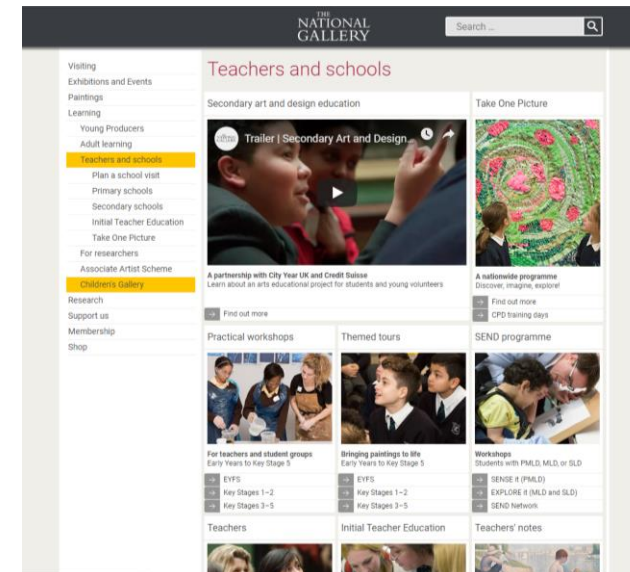 THE
NATIONAL
GALLERY
Search ...
Visiting
Exhibitions and Events
Paintings
Learning
Young Producers
Adult learning
Teachers and schools
Plan a school visit
Primary schools
Secondary schools
Initial Teacher Education
Take One Picture
For researchers
Associate Artist Scheme
Children's Gallery
Research
Support us
Membership
Shop
Teachers and schools
Secondary art and design education
Trailer | Secondary Art and Design...
A partnership with City Year UK and Credit Suisse
Learn about an arts educational project for students and young volunteers
Find out more
Take One Picture
A nationwide programme
Discover, imagine, explore!
Find out more
CPD training days
Practical workshops
For teachers and student groups
Early Years to Key Stage 5
EYFS
Key Stages 1–2
Key Stages 3–5
Themed tours
Bringing paintings to life
Early Years to Key Stage 5
EYFS
Key Stages 1–2
Key Stages 3–5
SEND programme
Workshops
Students with PMLD, MLD, or SLD
SENSE it (PMLD)
EXPLORE it (MLD and SLD)
SEND Network
Teachers
Initial Teacher Education
Teachers' notes